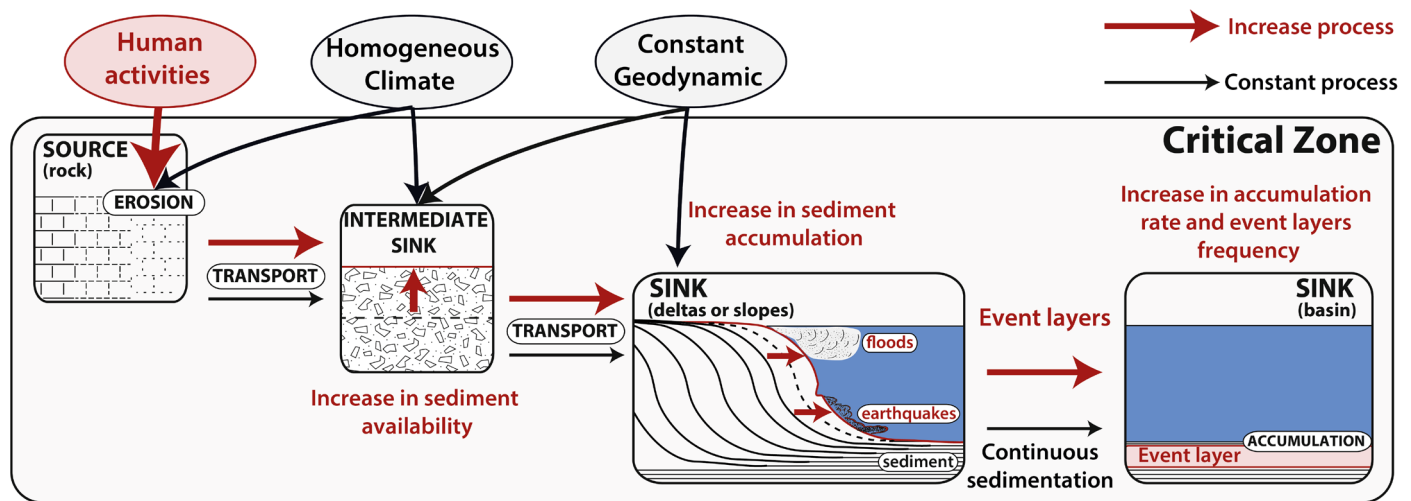 Human
activities
Homogeneous
Climate
Constant
Geodynamic
Increase process
Constant process
Critical Zone
SOURCE
(rock)
EROSION
TRANSPORT
INTERMEDIATE
SINK
Increase in sediment
availability
TRANSPORT
Increase in sediment
accumulation
SINK
(deltas or slopes)
floods
earthquakes
sediment
Event layers
Continuous
sedimentation
Increase in accumulation
rate and event layers
frequency
SINK
(basin)
ACCUMULATION
Event layer